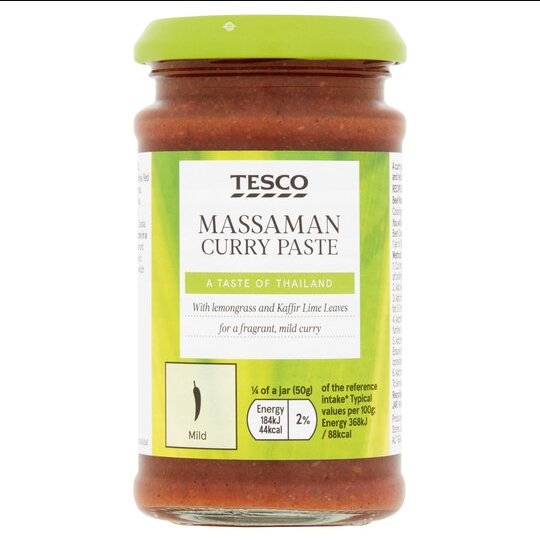 TESCO
MASSAMAN
CURRY PASTE
A TASTE OF THAILAND
With lemongrass and Kaffir Lime Leaves
for a fragrant, mild curry
Mild
¼ of a jar (50g)
Energy
184kJ
44kcal
2%
of the reference
intake* Typical
values per 100g:
Energy 368kJ
/ 88kcal